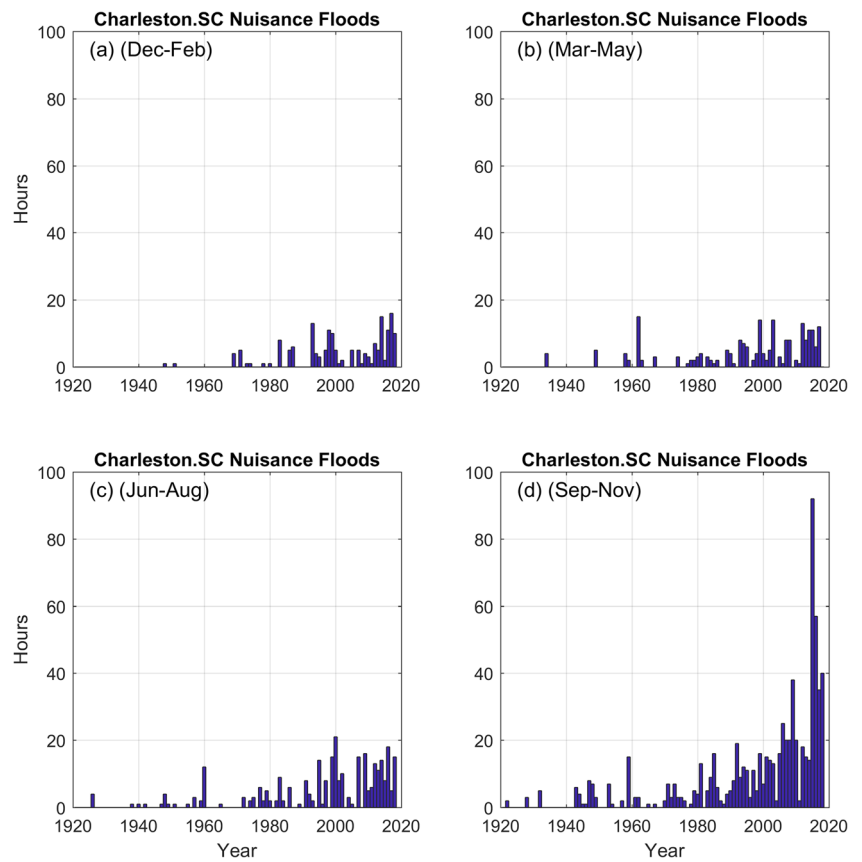 Charleston.SC Nuisance Floods
(a) (Dec-Feb)
Hours
100
80
60
40
20
0
1920 1940 1960 1980 2000 2020
Charleston.SC Nuisance Floods
(b) (Mar-May)
100
80
60
40
20
0
1920 1940 1960 1980 2000 2020
Charleston.SC Nuisance Floods
(c) (Jun-Aug)
Hours
100
80
60
40
20
0
1920 1940 1960 1980 2000 2020
Year
Charleston.SC Nuisance Floods
(d) (Sep-Nov)
100
80
60
40
20
0
1920 1940 1960 1980 2000 2020
Year